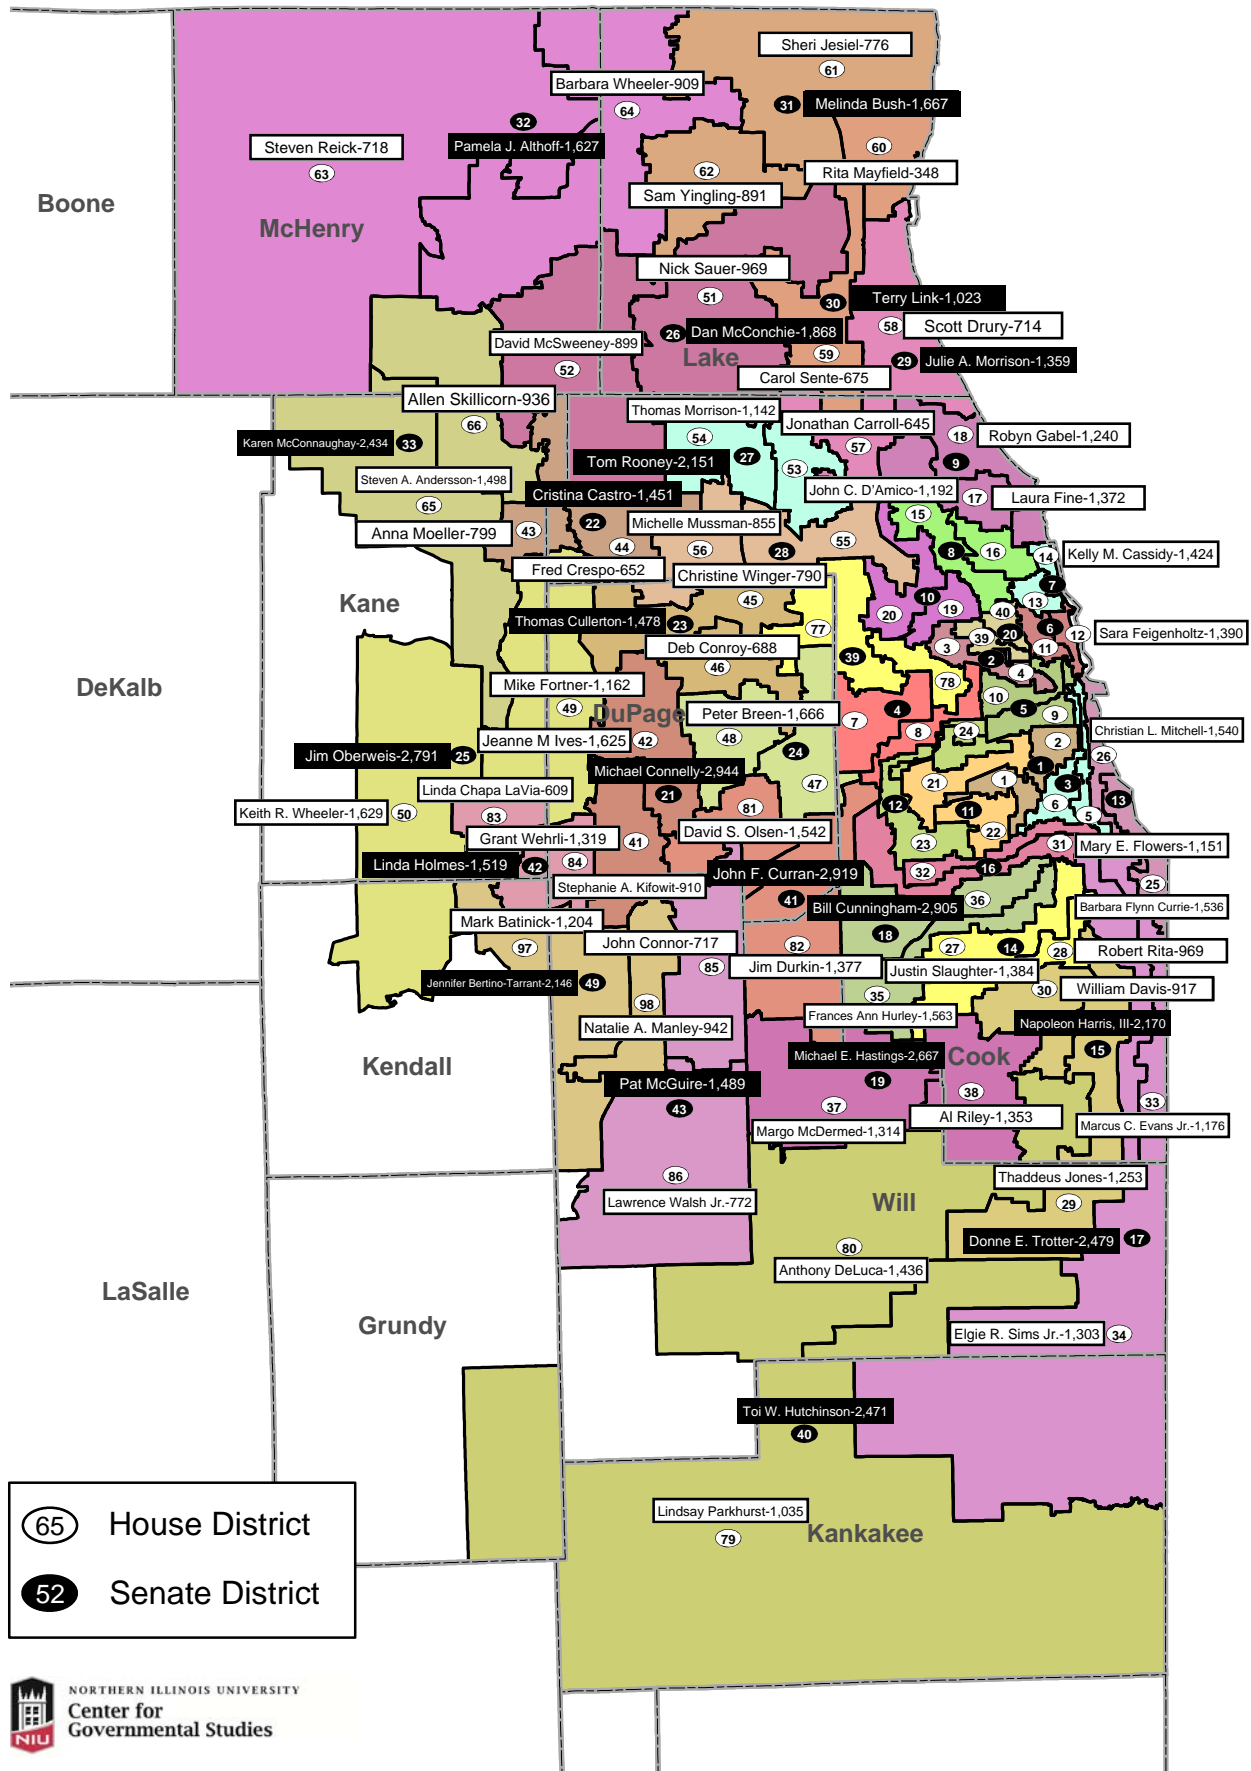 Sheri Jesiel-776
61
Barbara Wheeler-909
64
31
Melinda Bush-1,667
32
Pamela J. Althoff-1,627
Steven Reick-718
63
60
Rita Mayfield-348
62
Sam Yingling-891
Boone
McHenry
Nick Sauer-969
51
30
Terry Link-1,023
26
Dan McConchie-1,868
58
Scott Drury-714
David McSweeney-899
52
Lake
59
29
Julie A. Morrison-1,359
Carol Sente-675
Allen Skillicorn-936
66
Thomas Morrison-1,142
54
Jonathan Carroll-645
57
18
Robyn Gabel-1,240
Karen McConnaughay-2,434
33
Tom Rooney-2,151
27
53
9
Steven A. Andersson-1,498
65
Cristina Castro-1,451
John C. D'Amico-1,192
17
Laura Fine-1,372
15
Anna Moeller-799
43
22
44
Michelle Mussman-855
56
28
55
8
16
14
Kelly M. Cassidy-1,424
Fred Crespo-652
Christine Winger-790
45
7
Kane
10
20
19
13
40
Thomas Cullerton-1,478
23
77
39
20
6
12
Sara Feigenholtz-1,390
Deb Conroy-688
46
39
3
2
11
4
DeKalb
Mike Fortner-1,162
49
78
10
DuPage
Peter Breen-1,666
48
4
7
5
9
Jeanne M Ives-1,625
42
8
24
2
Christian L. Mitchell-1,540
26
Jim Oberweis-2,791
25
24
Michael Connelly-2,944
21
47
1
Linda Chapa LaVia-609
83
21
1
3
Keith R. Wheeler-1,629
50
81
12
11
6
5
13
Grant Wehrli-1,319
41
David S. Olsen-1,542
22
23
31
Mary E. Flowers-1,151
Linda Holmes-1,519
42
84
John F. Curran-2,919
32
16
25
Stephanie A. Kifowit-910
41
36
Mark Batinick-1,204
97
Bill Cunningham-2,905
18
Barbara Flynn Currie-1,536
John Connor-717
85
82
27
14
28
Robert Rita-969
Jim Durkin-1,377
Justin Slaughter-1,384
Jennifer Bertino-Tarrant-2,146
49
35
30
William Davis-917
98
Natalie A. Manley-942
Frances Ann Hurley-1,563
Napoleon Harris, III-2,170
15
Kendall
Michael E. Hastings-2,667
19
Cook
Pat McGuire-1,489
43
37
38
33
Al Riley-1,353
Margo McDermed-1,314
Marcus C. Evans Jr.-1,176
86
Lawrence Walsh Jr.-772
Thaddeus Jones-1,253
29
Will
Donne E. Trotter-2,479
17
80
Anthony DeLuca-1,436
LaSalle
Grundy
Elgie R. Sims Jr.-1,303
34
Toi W. Hutchinson-2,471
40
Lindsay Parkhurst-1,035
79
Kankakee
65 House District
52 Senate District
NORTHERN ILLINOIS UNIVERSITY
Center for
Governmental Studies
NIU